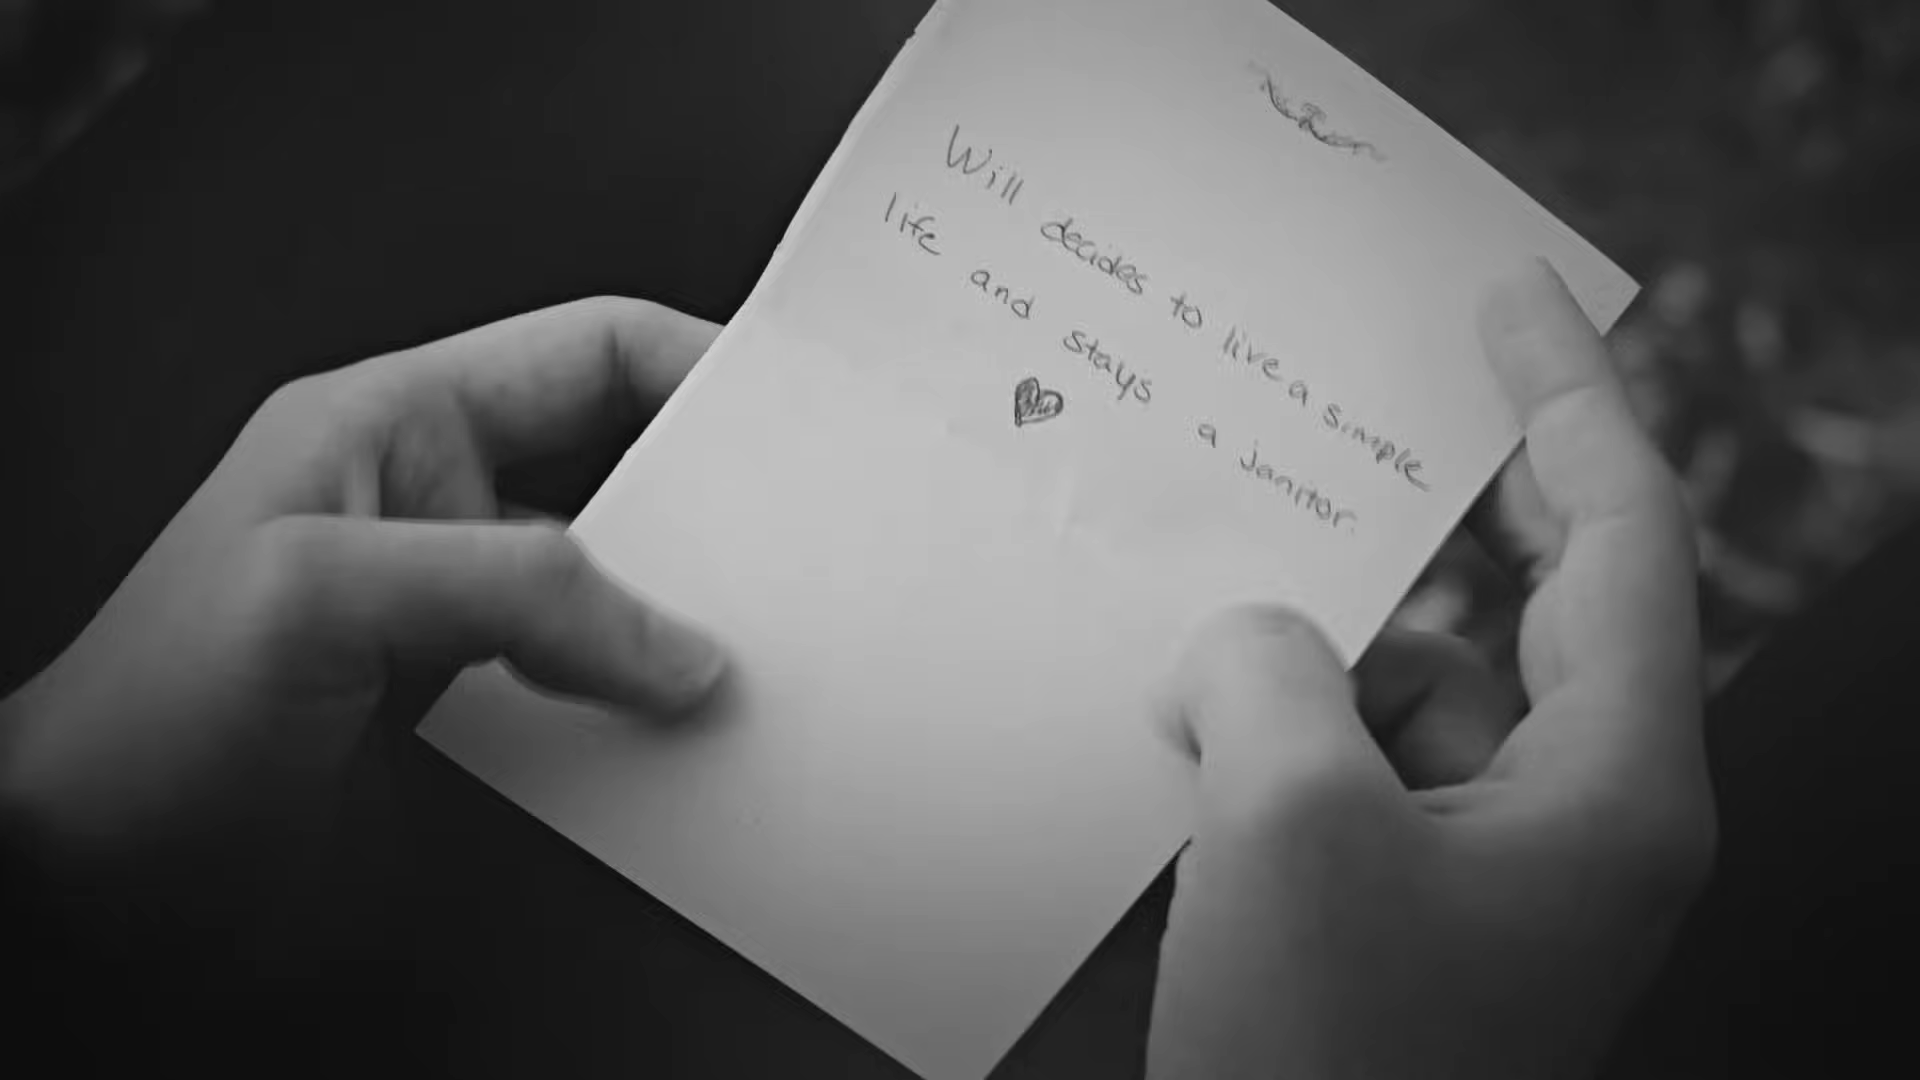 Will decides to live a simple
life and stays a janitor.